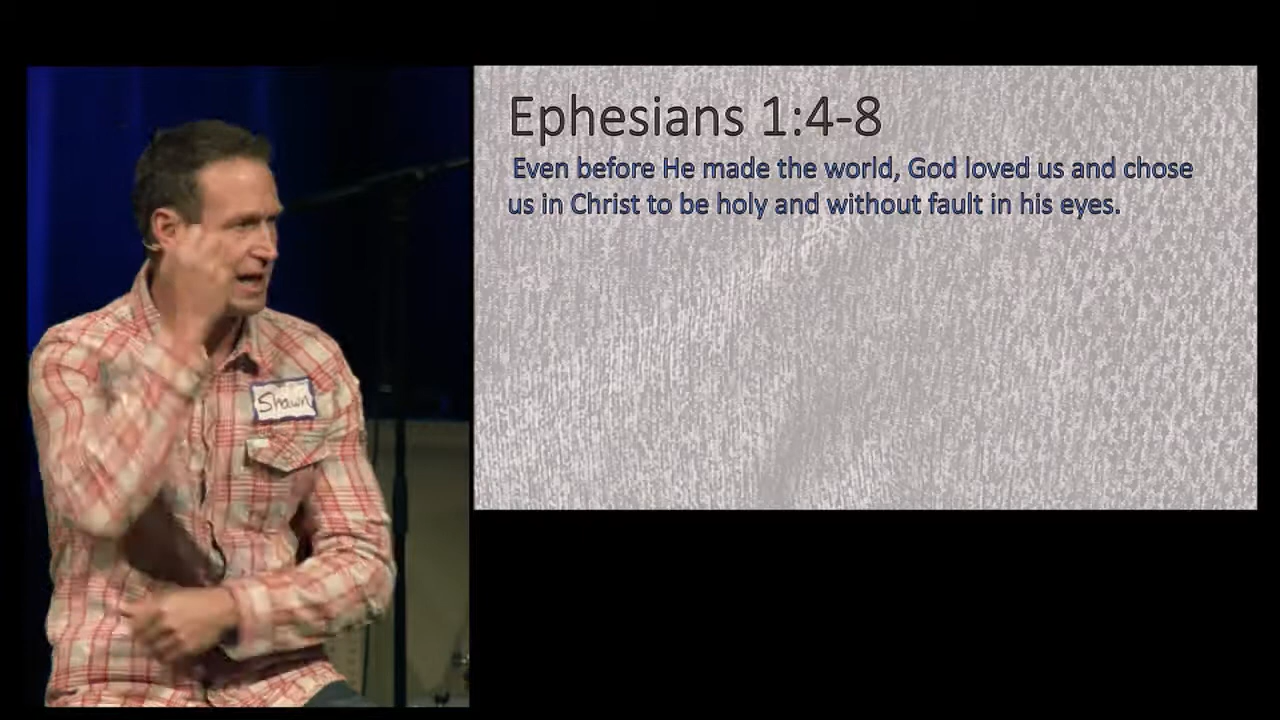 Ephesians 1:4-8
Even before He made the world, God loved us and chose
us in Christ to be holy and without fault in his eyes.
Shawn